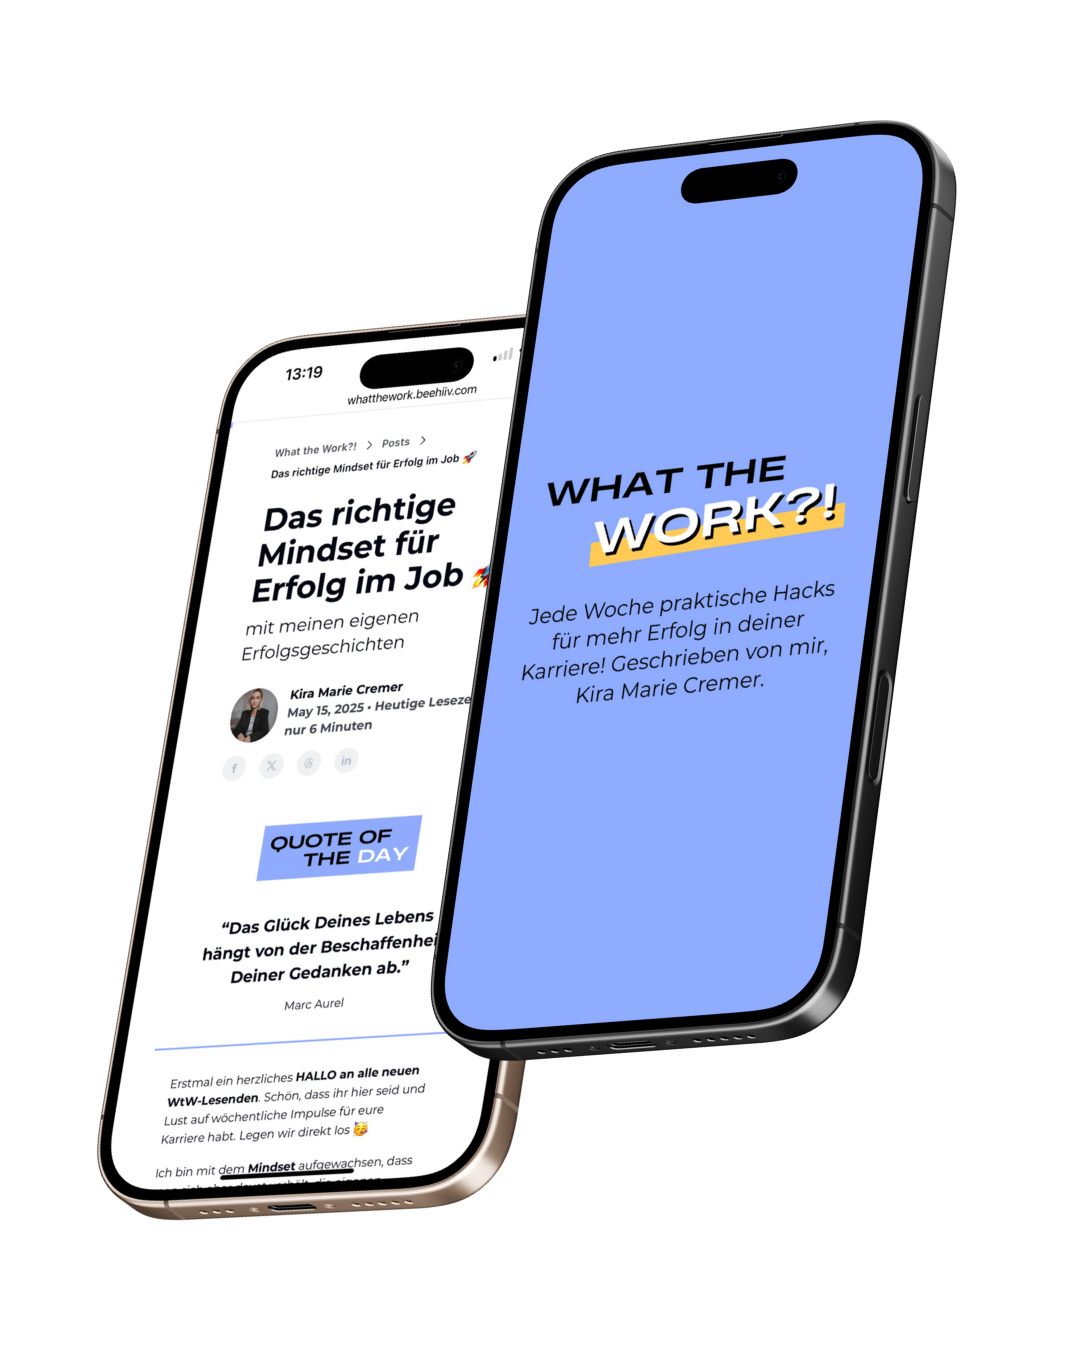 13:19
whatthework.beehiiv.com
What the Work?! > Posts >
Das richtige Mindset für Erfolg im Job 🚀
Das richtige
Mindset für
Erfolg im Job 🚀
mit meinen eigenen
Erfolgsgeschichten
Kira Marie Cremer
May 15, 2025 • Heutige
nur 6 Minuten
QUOTE OF
THE DAY
“Das Glück Deines Lebens
hängt von der
Deiner Gedanken ab.”
Marc Aurel
Erstmal ein herzliches HALLO an alle neuen
WtW-Lesenden. Schön, dass ihr hier seid und
Lust auf wöchentliche Impulse für eure
Karriere habt. Legen wir direkt los 🥳
Ich bin mit dem Mindset aufgewachsen, dass
WHAT THE
WORK?!
Jede Woche praktische Hacks
für mehr Erfolg in deiner
Karriere! Geschrieben von mir,
Kira Marie Cremer.